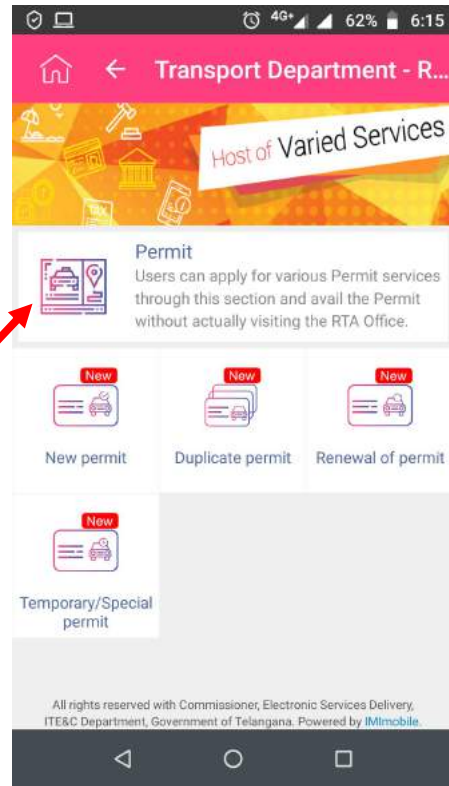 4G+ 62% 6:15
Transport Department - R...
Host of Varied Services
TAX
Permit
Users can apply for various Permit services
through this section and avail the Permit
without actually visiting the RTA Office.
New New New
New permit Duplicate permit Renewal of permit
New
Temporary/Special
permit
All rights reserved with Commissioner, Electronic Services Delivery,
ITE&C Department, Government of Telangana. Powered by IMImobile.